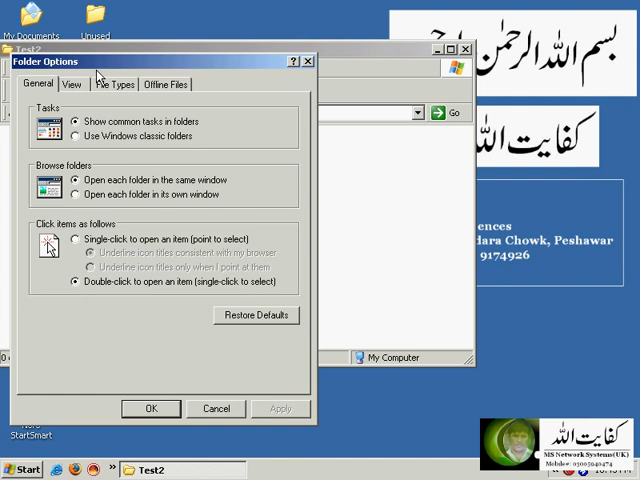 My Documents
Unused
Test2
بسم الله الرحمن الرحیم
Folder Options
General
View
File Types
Offline Files
Tasks
Show common tasks in folders
Use Windows classic folders
Go
کفایت اللہ
Browse folders
Open each folder in the same window
Open each folder in its own window
ences
dara Chowk, Peshawar
9174926
Click items as follows
Single-click to open an item (point to select)
Underline icon titles consistent with my browser
Underline icon titles only when I point at them
Double-click to open an item (single-click to select)
Restore Defaults
My Computer
OK
Cancel
Apply
StartSmart
کفایت اللہ
MS Network Systems(UK)
Start
Test2